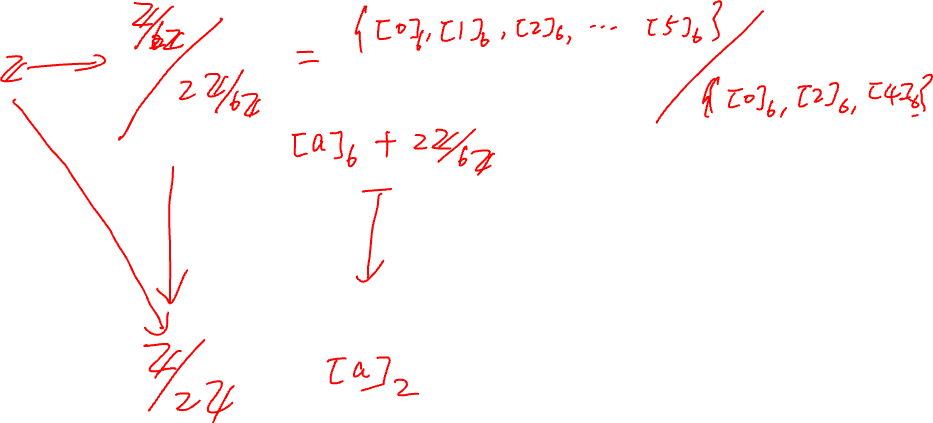 ℤ → ℤ/6ℤ / 2ℤ/6ℤ = {[0]₆, [1]₆, [2]₆, ⋯ [5]₆} / {[0]₆, [2]₆, [4]₆}
[a]₆ + 2ℤ/6ℤ
ℤ/2ℤ [a]₂